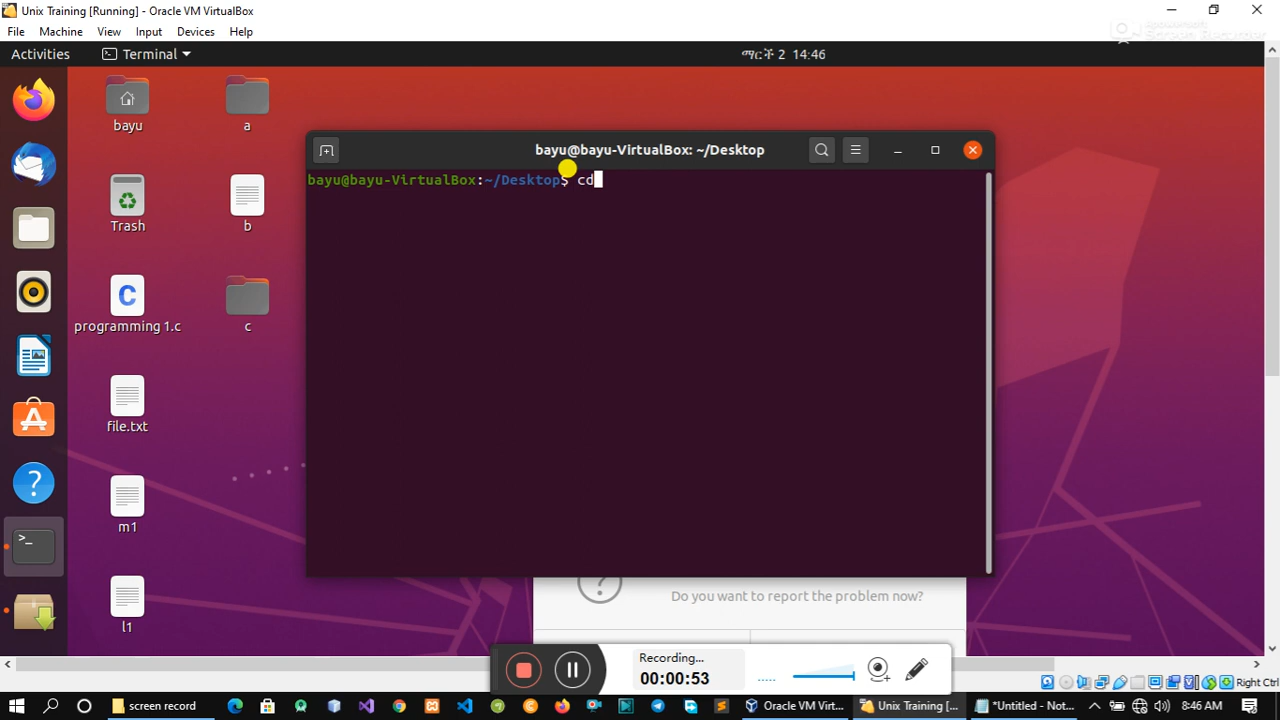 Unix Training [Running] - Oracle VM VirtualBox
File Machine View Input Devices Help
Screen Recorder
Activities Terminal ማርች 2 14:46
bayu a
bayu@bayu-VirtualBox: ~/Desktop
bayu@bayu-VirtualBox:~/Desktop$ cd
Trash b
C
programming 1.c c
file.txt
m1
>_
Do you want to report the problem now?
l1
Recording...
00:00:53
Right Ctrl
screen record Oracle VM Virt... Unix Training [... *Untitled - Not... 8:46 AM